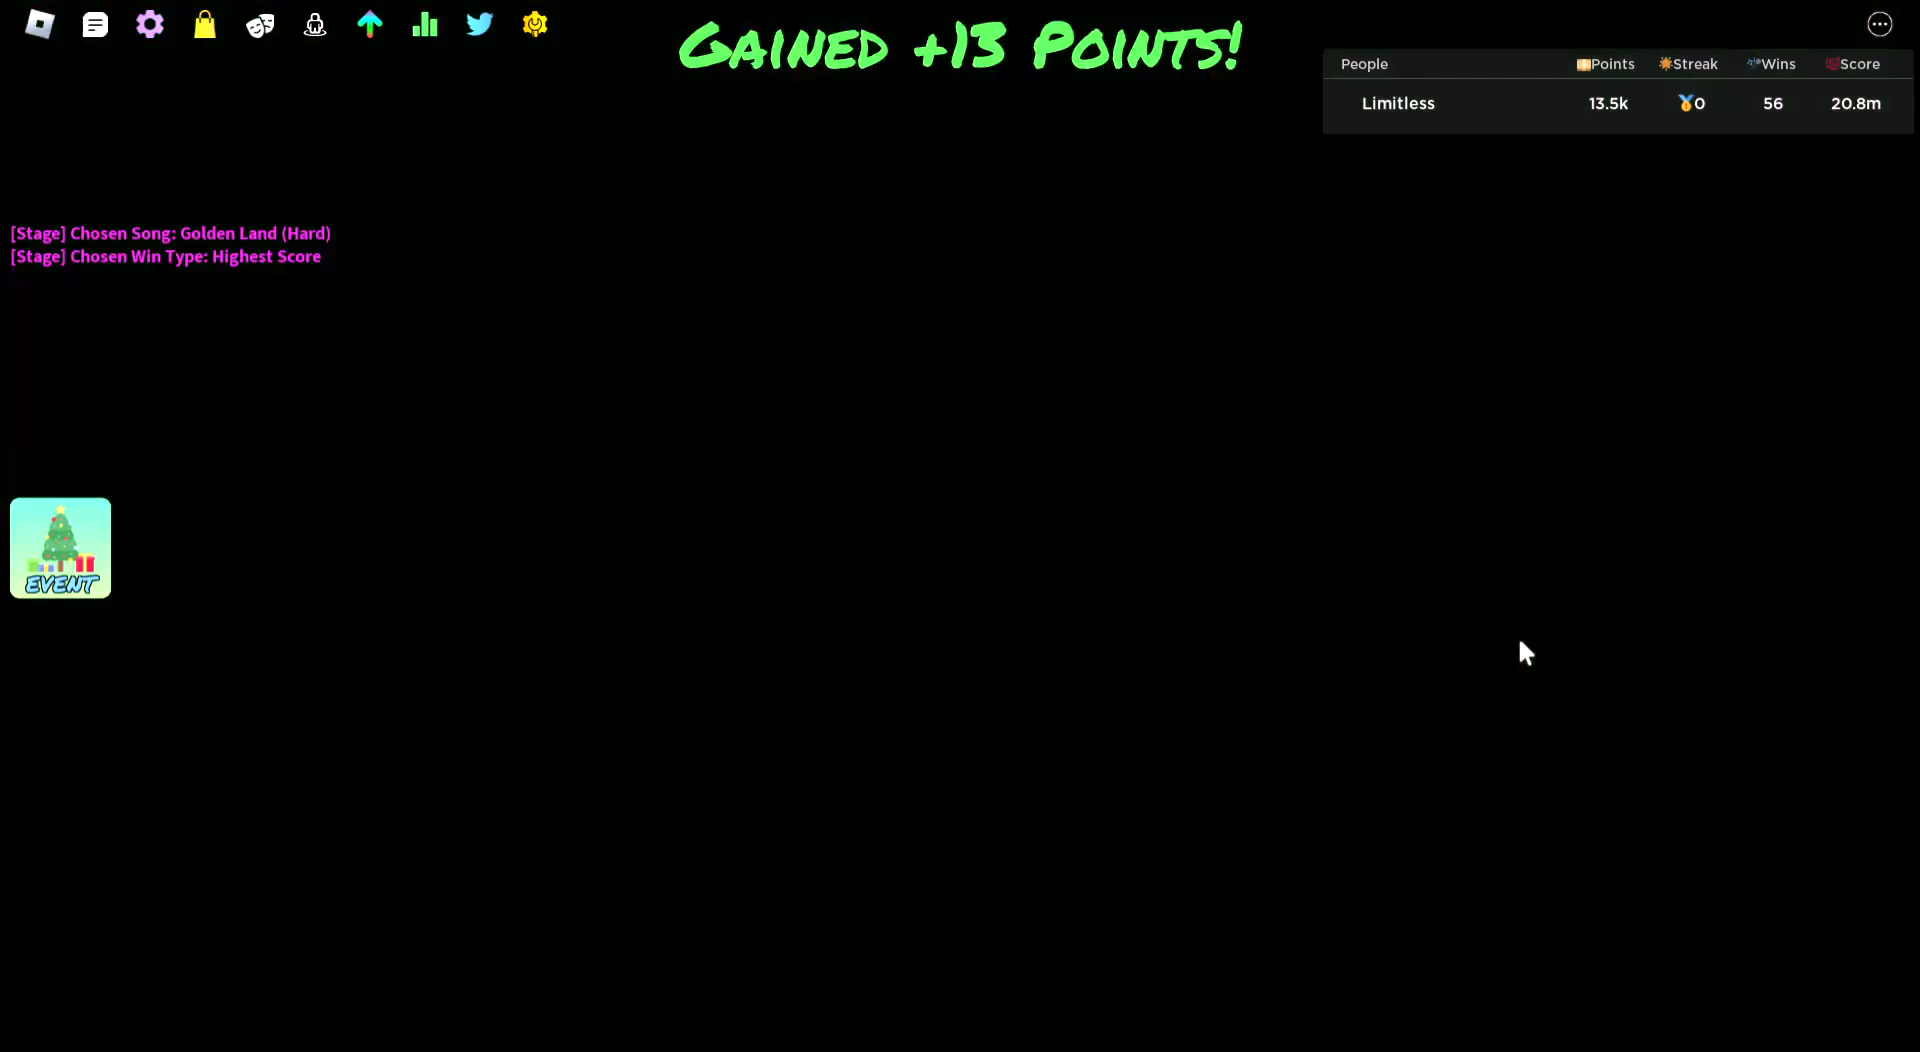 Gained +13 Points!
People Points Streak Wins Score
Limitless 13.5k 0 56 20.8m
[Stage] Chosen Song: Golden Land (Hard)
[Stage] Chosen Win Type: Highest Score
EVENT